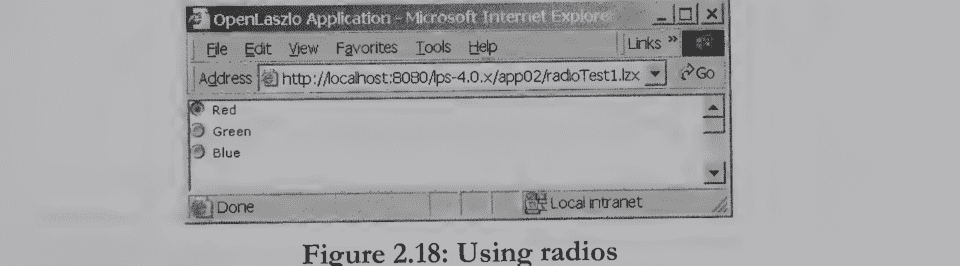 OpenLaszlo Application - Microsoft Internet Explorer
File Edit View Favorites Tools Help Links »
Address http://localhost:8080/lps-4.0.x/app02/radioTest1.lzx Go
Red
Green
Blue
Done Local intranet
Figure 2.18: Using radios